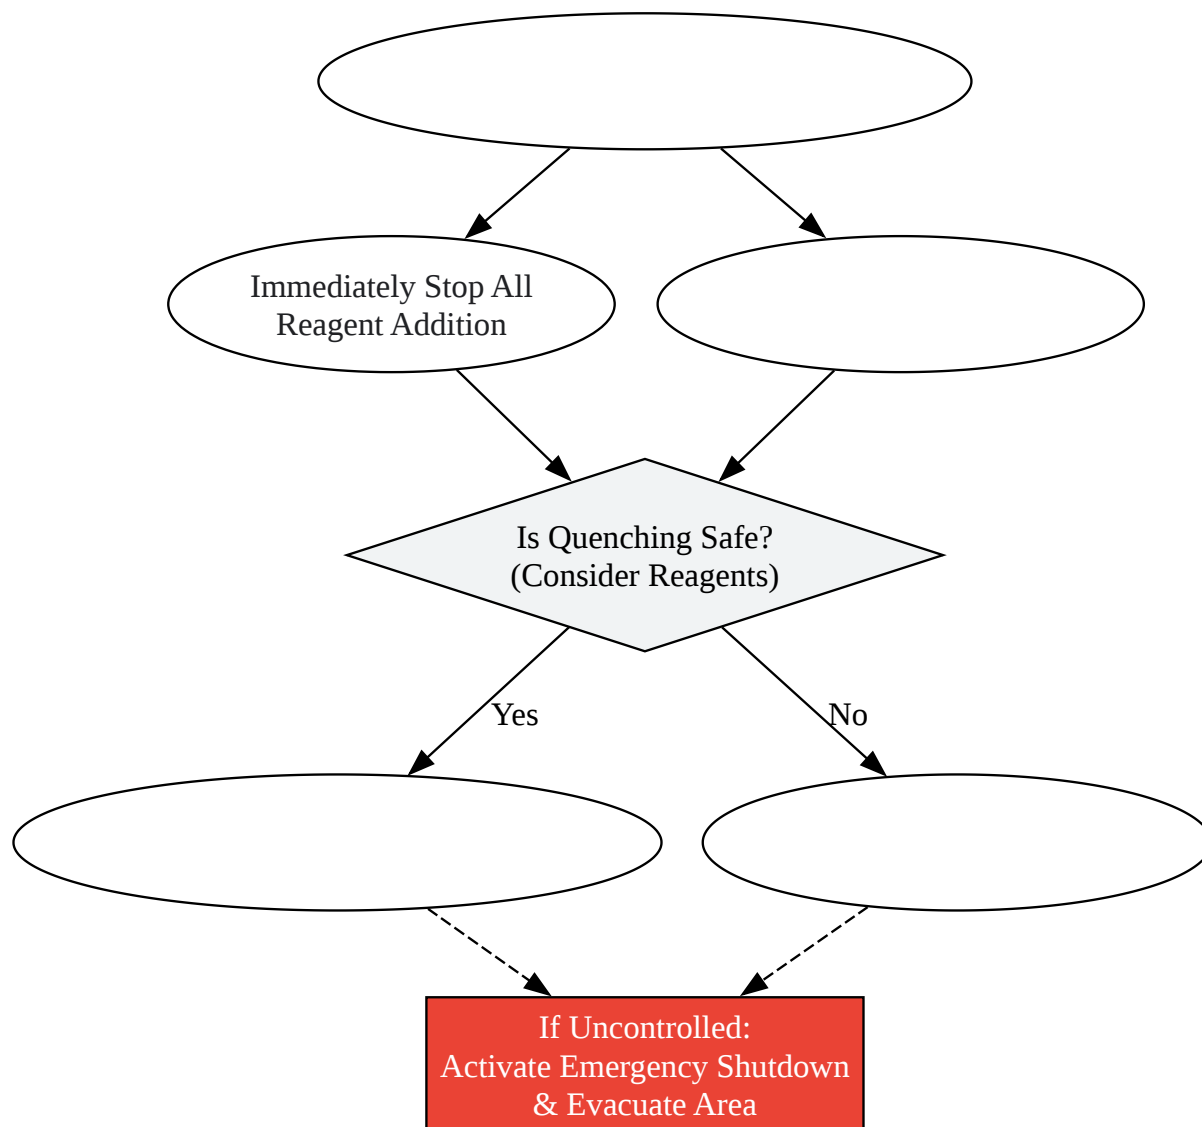 Immediately Stop All
Reagent Addition
Is Quenching Safe?
(Consider Reagents)
Yes
No
If Uncontrolled:
Activate Emergency Shutdown
& Evacuate Area